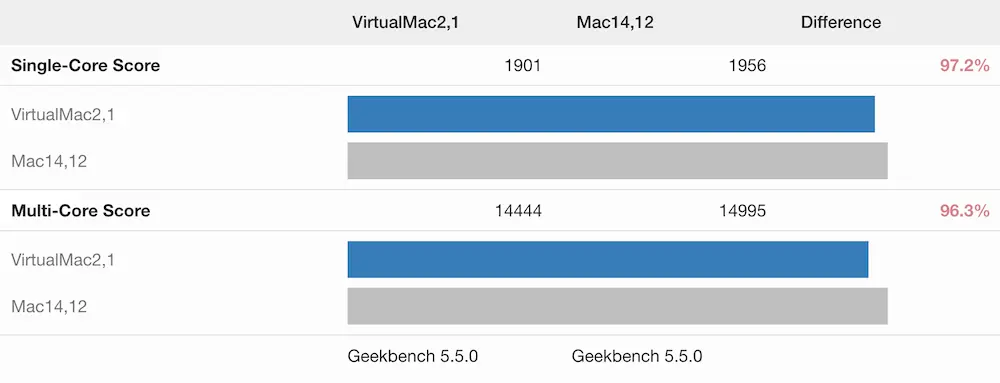 VirtualMac2,1 Mac14,12 Difference
Single-Core Score 1901 1956 97.2%
VirtualMac2,1
Mac14,12
Multi-Core Score 14444 14995 96.3%
VirtualMac2,1
Mac14,12
Geekbench 5.5.0 Geekbench 5.5.0